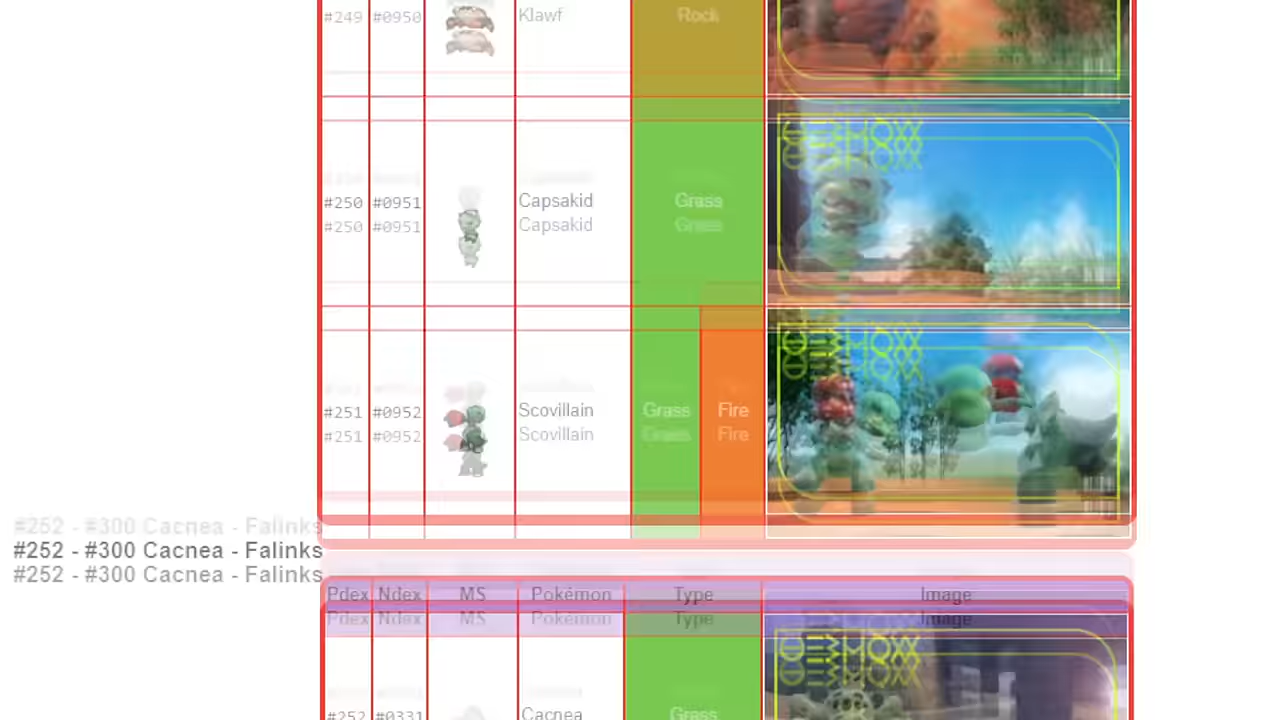 #249 #0950 Klawf Rock
#250 #0951 Capsakid Grass
#250 #0951 Capsakid Grass
#251 #0952 Scovillain Grass Fire
#251 #0952 Scovillain Grass Fire
#252 - #300 Cacnea - Falinks
#252 - #300 Cacnea - Falinks
#252 - #300 Cacnea - Falinks
Pdex Ndex MS Pokémon Type Image
Pdex Ndex MS Pokémon Type Image
#252 #0331 Cacnea Grass